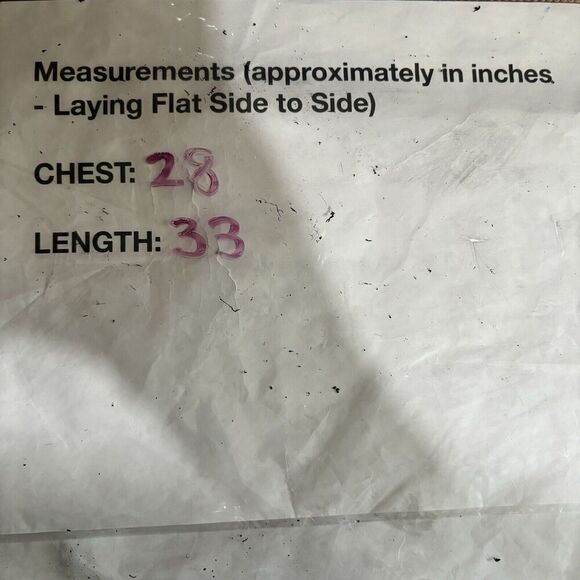 Measurements (approximately in inches
- Laying Flat Side to Side)
CHEST: 28
LENGTH: 33